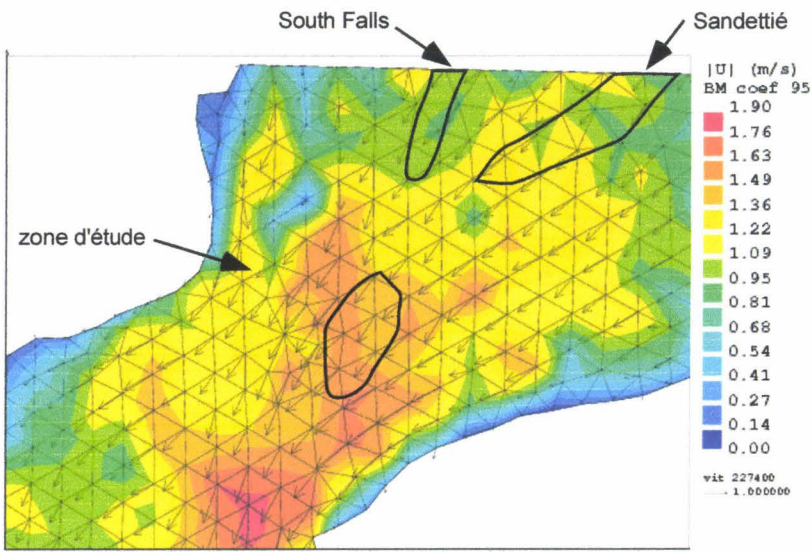 South Falls
Sandettié
zone d'étude
|U| (m/s)
BM coef 95
1.90
1.76
1.63
1.49
1.36
1.22
1.09
0.95
0.81
0.68
0.54
0.41
0.27
0.14
0.00
vit 227400
1.000000